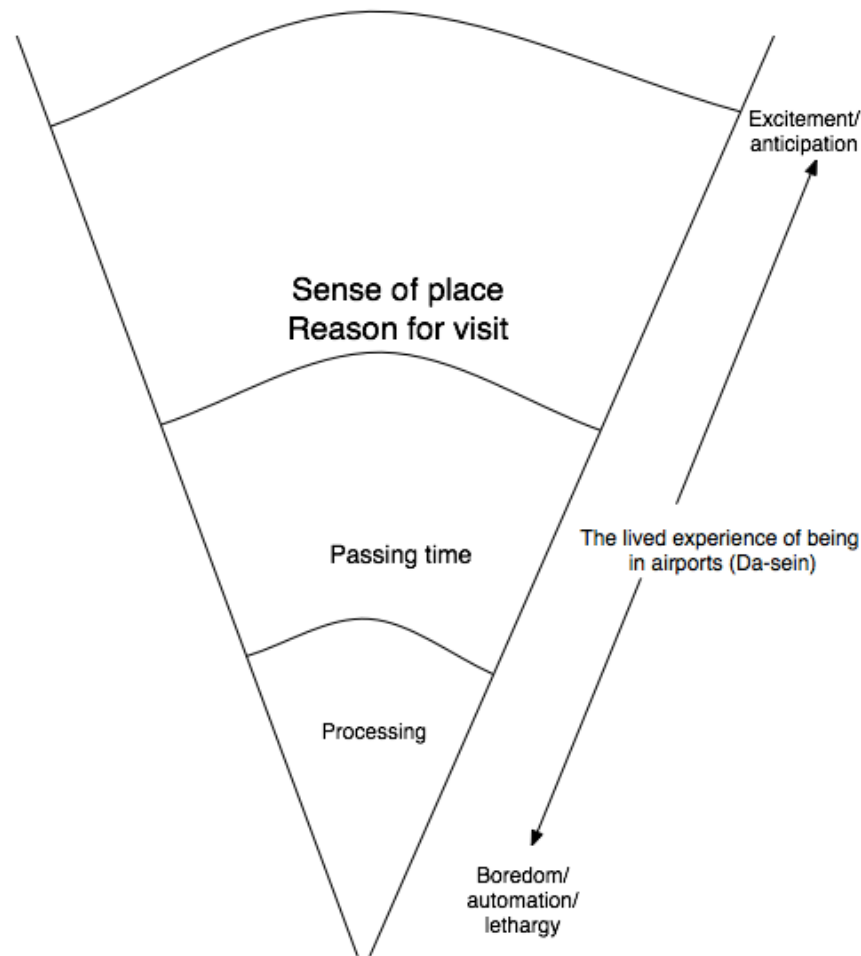 Excitement/
anticipation
Sense of place
Reason for visit
The lived experience of being
in airports (Da-sein)
Passing time
Processing
Boredom/
automation/
lethargy